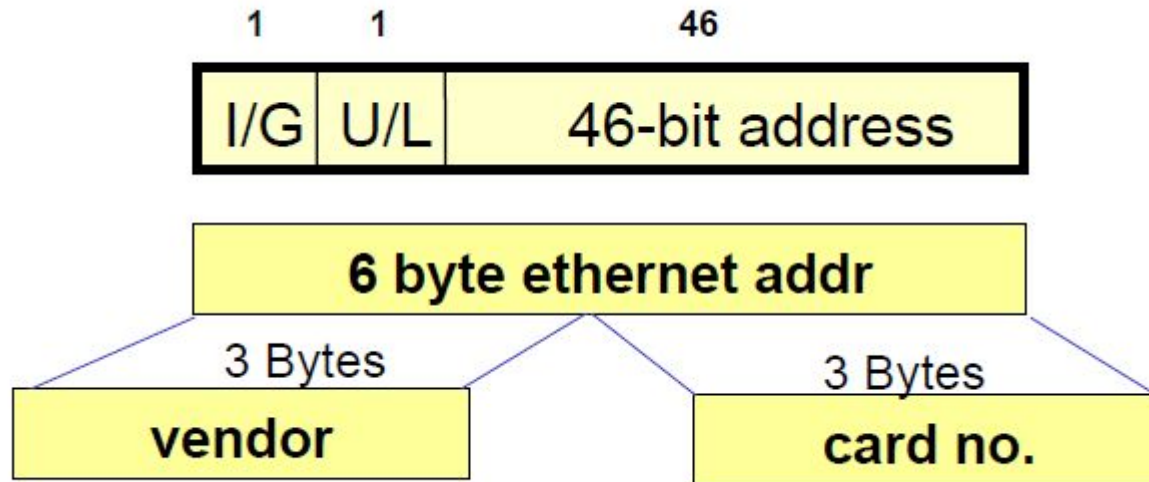 1 1 46
I/G U/L 46-bit address
6 byte ethernet addr
3 Bytes 3 Bytes
vendor card no.